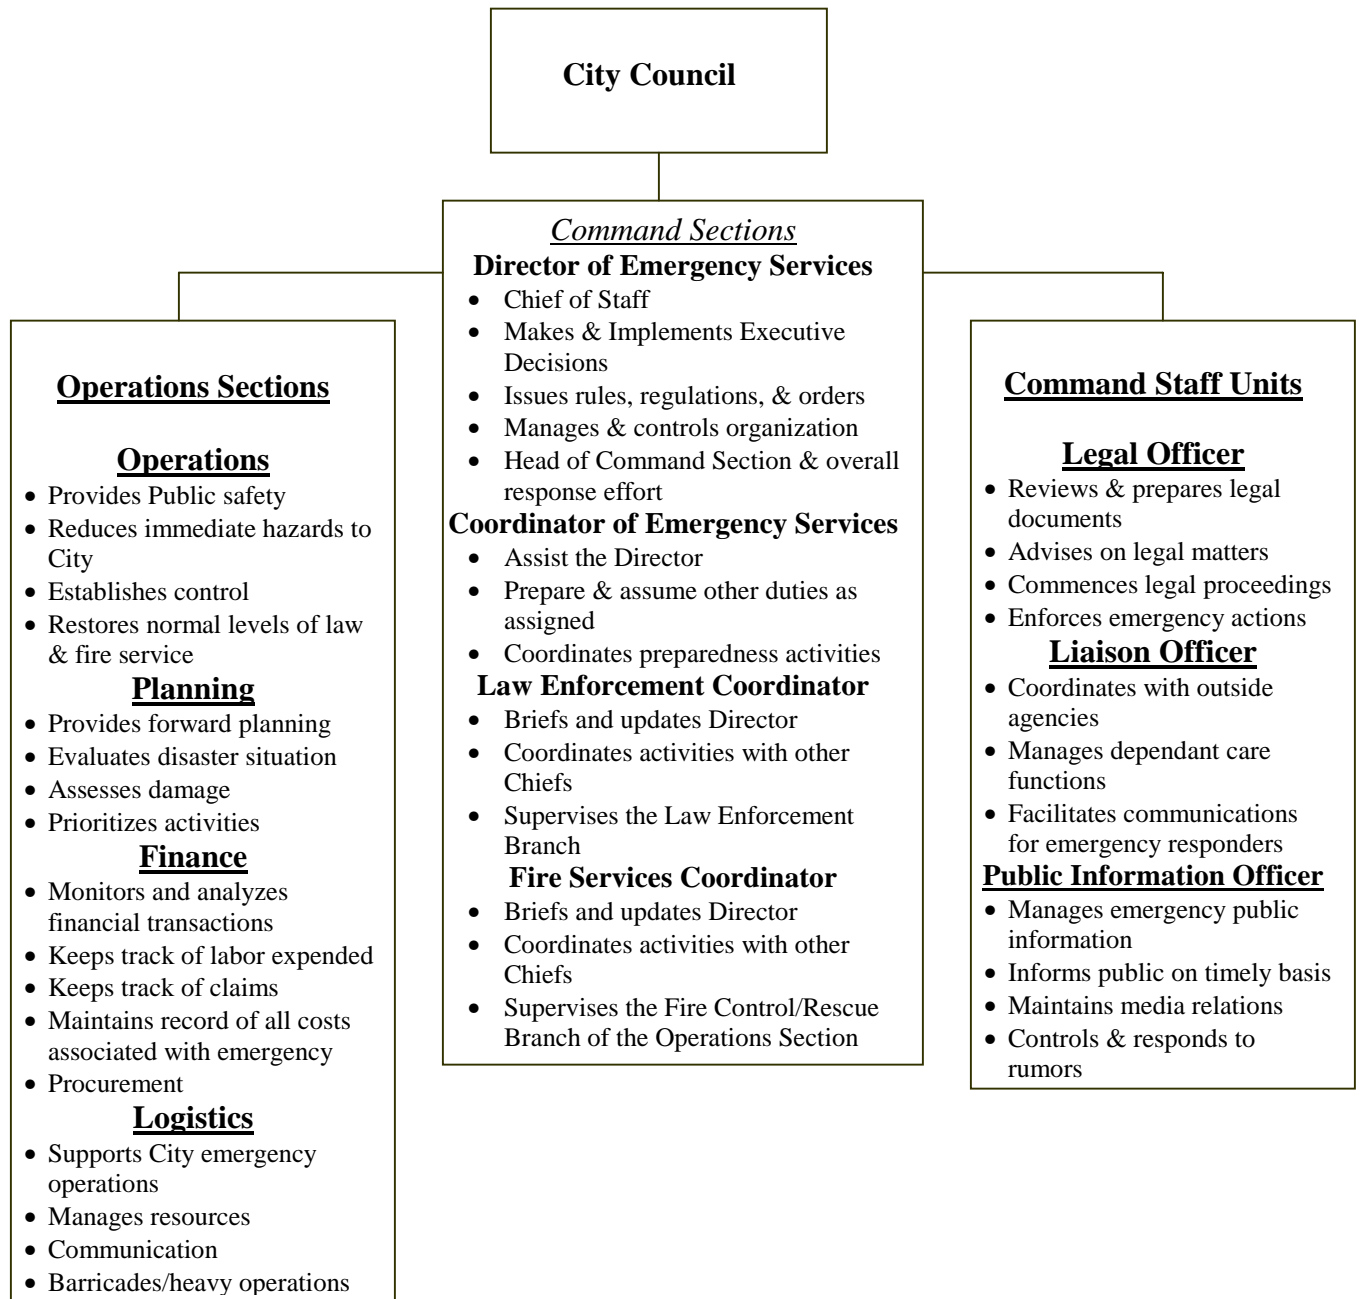 City Council
Command Sections
Director of Emergency Services
• Chief of Staff
• Makes & Implements Executive
Decisions
• Issues rules, regulations, & orders
• Manages & controls organization
• Head of Command Section & overall
response effort
Coordinator of Emergency Services
• Assist the Director
• Prepare & assume other duties as
assigned
• Coordinates preparedness activities
Law Enforcement Coordinator
• Briefs and updates Director
• Coordinates activities with other
Chiefs
• Supervises the Law Enforcement
Branch
Fire Services Coordinator
• Briefs and updates Director
• Coordinates activities with other
Chiefs
• Supervises the Fire Control/Rescue
Branch of the Operations Section
Operations Sections
Operations
• Provides Public safety
• Reduces immediate hazards to
City
• Establishes control
• Restores normal levels of law
& fire service
Planning
• Provides forward planning
• Evaluates disaster situation
• Assesses damage
• Prioritizes activities
Finance
• Monitors and analyzes
financial transactions
• Keeps track of labor expended
• Keeps track of claims
• Maintains record of all costs
associated with emergency
• Procurement
Logistics
• Supports City emergency
operations
• Manages resources
• Communication
• Barricades/heavy operations
Command Staff Units
Legal Officer
• Reviews & prepares legal
documents
• Advises on legal matters
• Commences legal proceedings
• Enforces emergency actions
Liaison Officer
• Coordinates with outside
agencies
• Manages dependant care
functions
• Facilitates communications
for emergency responders
Public Information Officer
• Manages emergency public
information
• Informs public on timely basis
• Maintains media relations
• Controls & responds to
rumors